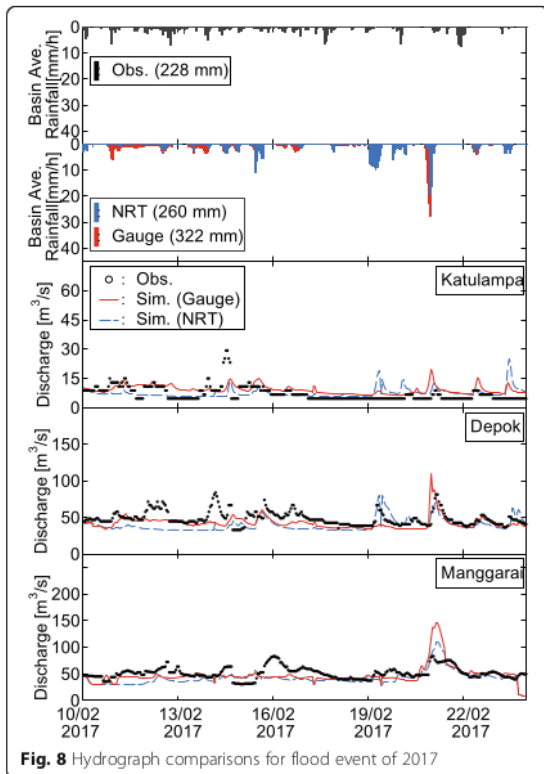 0
10
20
30
40
Basin Ave.
Rainfall[mm/h]
Obs. (228 mm)
0
10
20
30
40
Basin Ave.
Rainfall[mm/h]
NRT (260 mm)
Gauge (322 mm)
Discharge [m³/s]
60
45
30
15
0
: Obs.
: Sim. (Gauge)
: Sim. (NRT)
Katulampa
Discharge [m³/s]
150
100
50
0
Depok
Discharge [m³/s]
200
150
100
50
0
Manggarai
10/02 13/02 16/02 19/02 22/02
2017 2017 2017 2017 2017
Fig. 8 Hydrograph comparisons for flood event of 2017